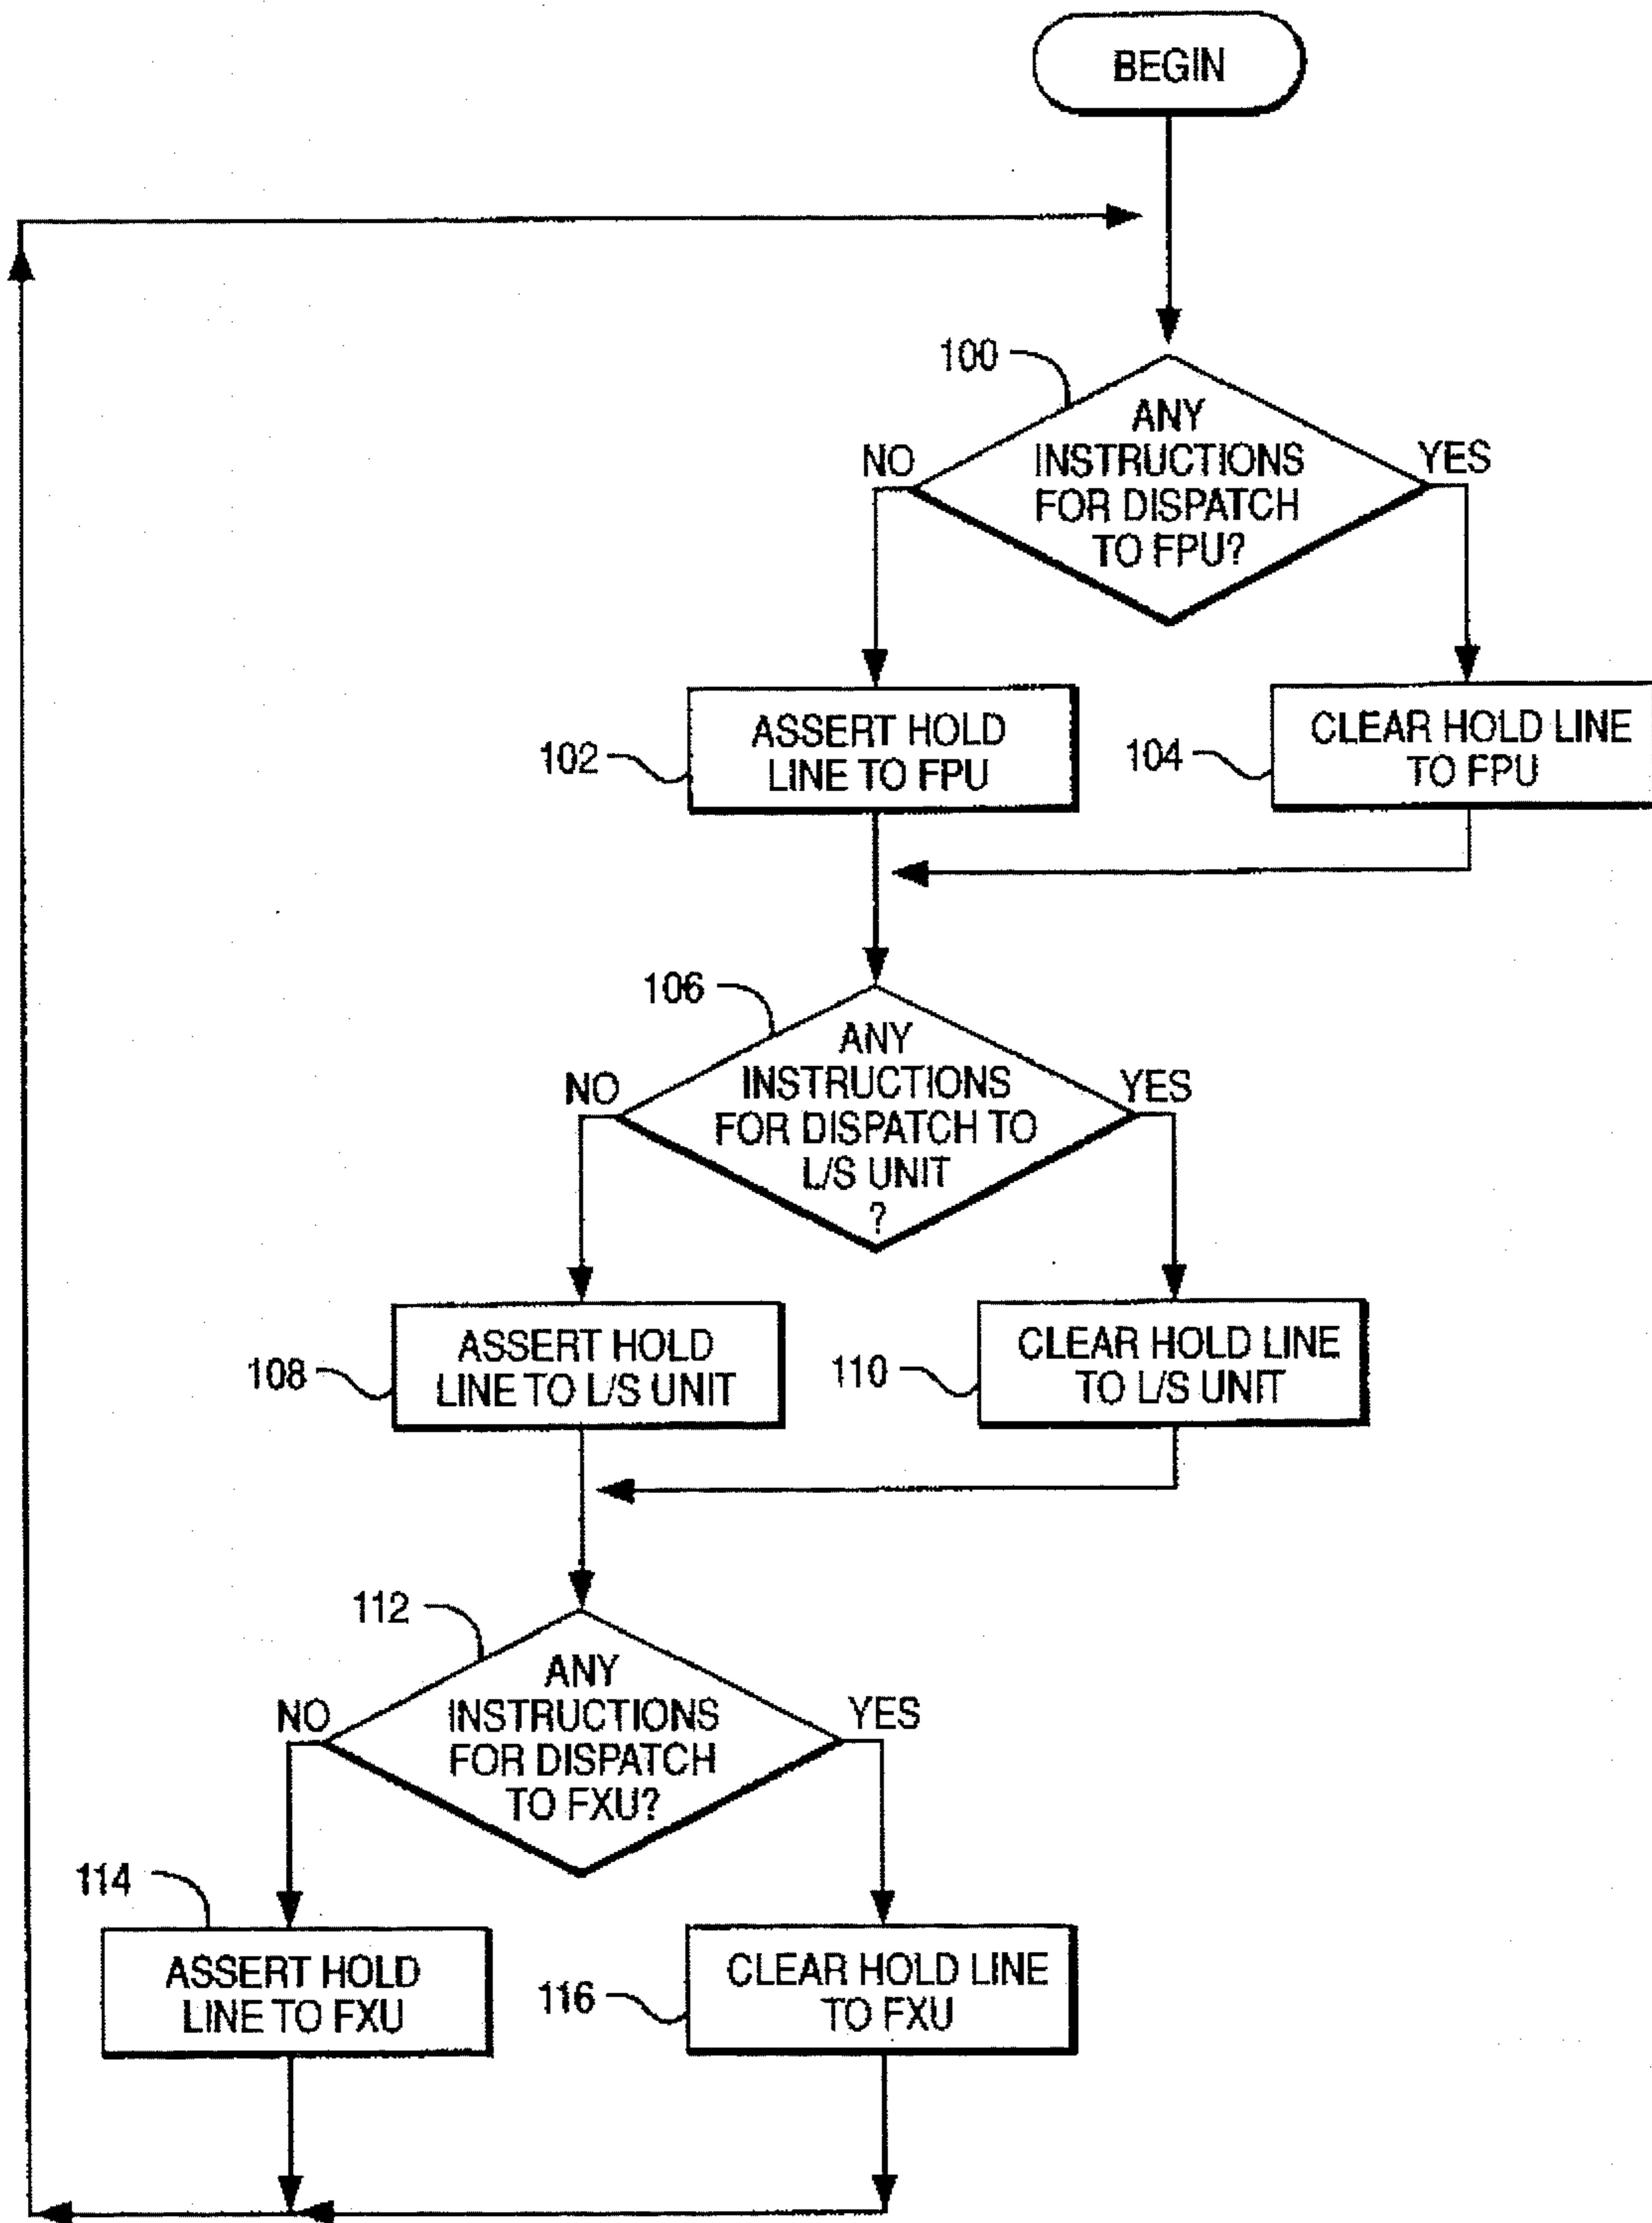 BEGIN
100
ANY
INSTRUCTIONS
FOR DISPATCH
TO FPU?
NO
YES
ASSERT HOLD
LINE TO FPU
102
CLEAR HOLD LINE
TO FPU
104
106
ANY
INSTRUCTIONS
FOR DISPATCH TO
L/S UNIT
?
NO
YES
ASSERT HOLD
LINE TO L/S UNIT
108
CLEAR HOLD LINE
TO L/S UNIT
110
112
ANY
INSTRUCTIONS
FOR DISPATCH
TO FXU?
NO
YES
114
ASSERT HOLD
LINE TO FXU
116
CLEAR HOLD LINE
TO FXU